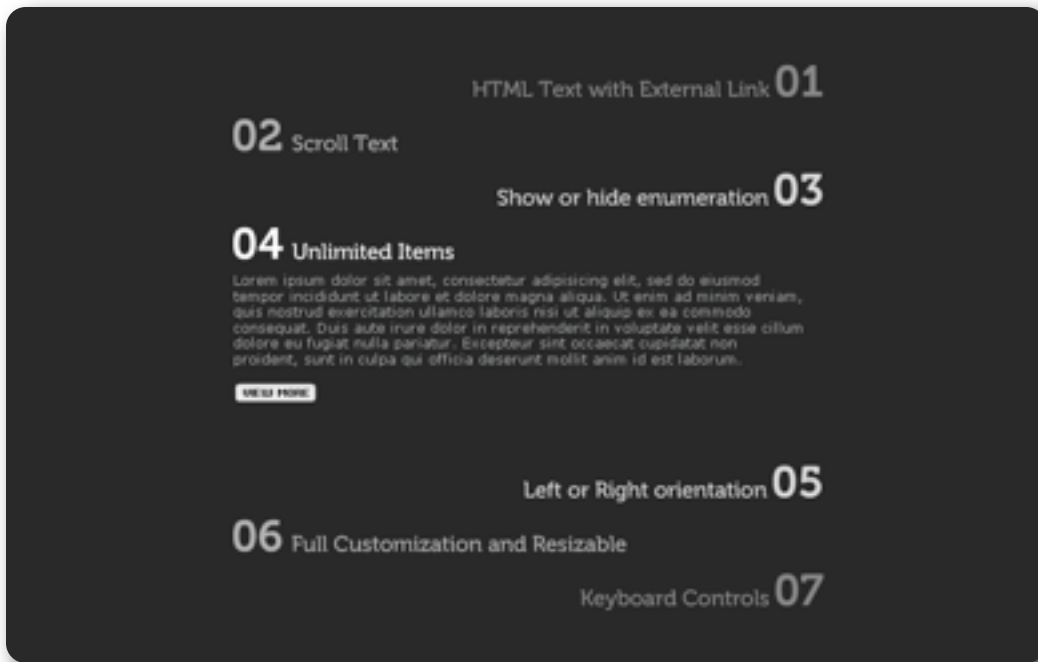 HTML Text with External Link 01
02 Scroll Text
Show or hide enumeration 03
04 Unlimited Items
Lorem ipsum dolor sit amet, consectetur adipisicing elit, sed do eiusmod
tempor incididunt ut labore et dolore magna aliqua. Ut enim ad minim veniam,
quis nostrud exercitation ullamco laboris nisi ut aliquip ex ea commodo
consequat. Duis aute irure dolor in reprehenderit in voluptate velit esse cillum
dolore eu fugiat nulla pariatur. Excepteur sint occaecat cupidatat non
proident, sunt in culpa qui officia deserunt mollit anim id est laborum.
VIEW MORE
Left or Right orientation 05
06 Full Customization and Resizable
Keyboard Controls 07